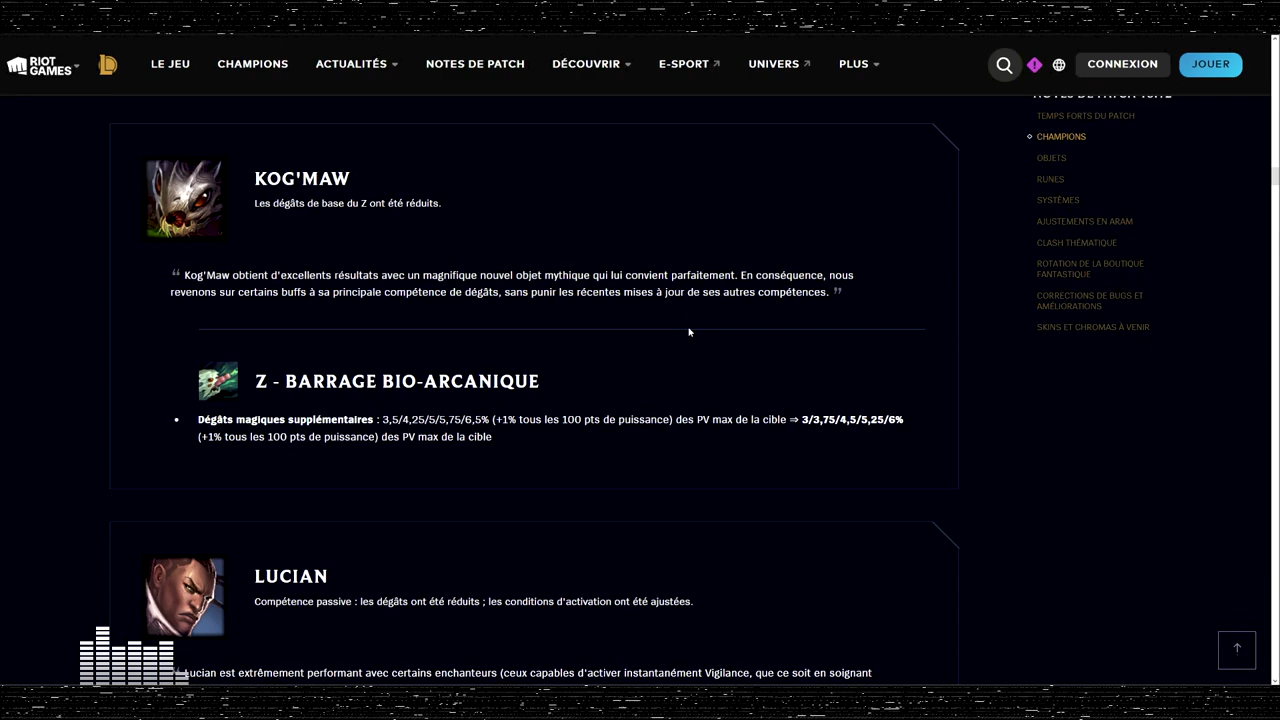 RIOT GAMES
LE JEU
CHAMPIONS
ACTUALITÉS
NOTES DE PATCH
DÉCOUVRIR
E-SPORT
UNIVERS
PLUS
CONNEXION
JOUER
KOG'MAW
Les dégâts de base du Z ont été réduits.
“ Kog'Maw obtient d'excellents résultats avec un magnifique nouvel objet mythique qui lui convient parfaitement. En conséquence, nous
revenons sur certains buffs à sa principale compétence de dégâts, sans punir les récentes mises à jour de ses autres compétences. ”
Z - BARRAGE BIO-ARCANIQUE
• Dégâts magiques supplémentaires : 3,5/4,25/5/5,75/6,5% (+1% tous les 100 pts de puissance) des PV max de la cible ⇒ 3/3,75/4,5/5,25/6%
(+1% tous les 100 pts de puissance) des PV max de la cible
LUCIAN
Compétence passive : les dégâts ont été réduits ; les conditions d'activation ont été ajustées.
Lucian est extrêmement performant avec certains enchanteurs (ceux capables d'activer instantanément Vigilance, que ce soit en soignant
NOTES DE PATCH
TEMPS FORTS DU PATCH
CHAMPIONS
OBJETS
RUNES
SYSTÈMES
AJUSTEMENTS EN ARAM
CLASH THÉMATIQUE
ROTATION DE LA BOUTIQUE
FANTASTIQUE
CORRECTIONS DE BUGS ET
AMÉLIORATIONS
SKINS ET CHROMAS À VENIR